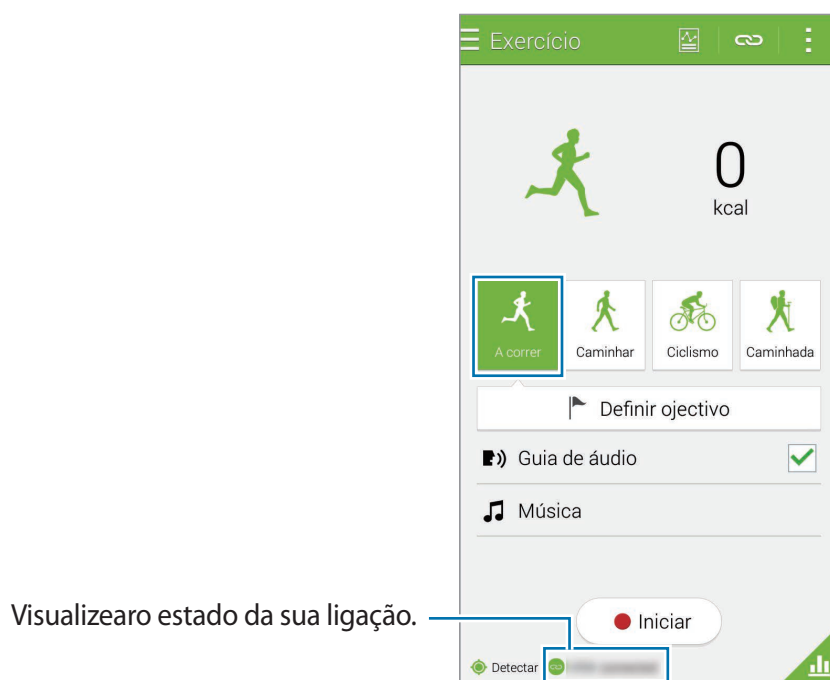 Exercício
0
kcal
A correr
Caminhar
Ciclismo
Caminhada
Definir ojectivo
Guia de áudio
Música
Visualizearo estado da sua ligação.
Iniciar
Detectar